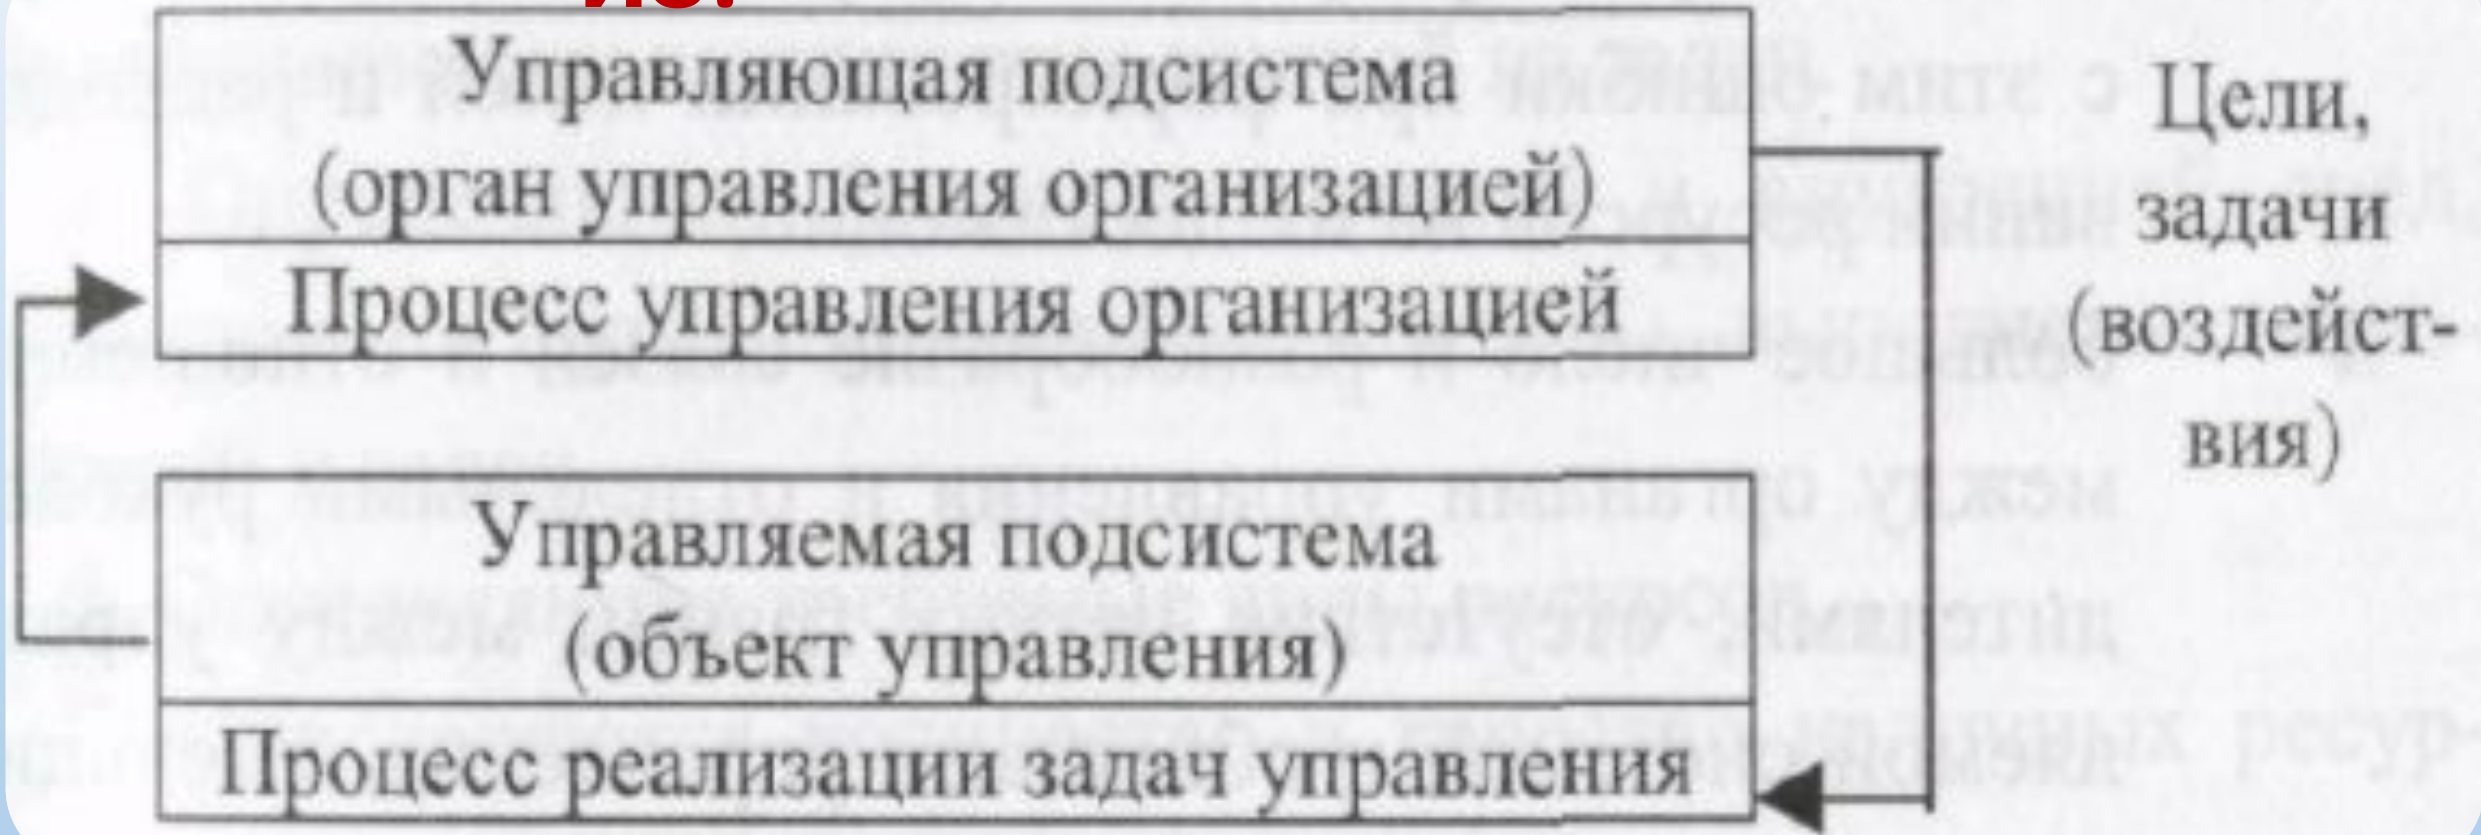 из:
Управляющая подсистема
(орган управления организацией)
Процесс управления организацией
Цели,
задачи
(воздейст-
вия)
Управляемая подсистема
(объект управления)
Процесс реализации задач управления